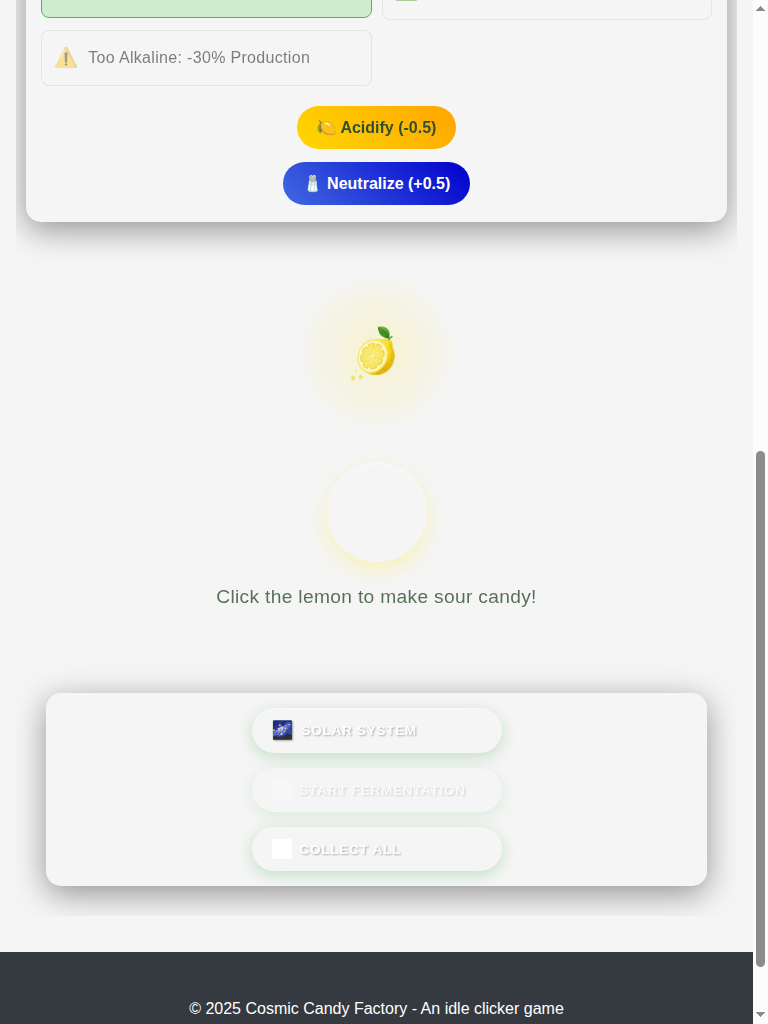 Too Alkaline: -30% Production
Acidify (-0.5)
Neutralize (+0.5)
Click the lemon to make sour candy!
SOLAR SYSTEM
START FERMENTATION
COLLECT ALL
© 2025 Cosmic Candy Factory - An idle clicker game